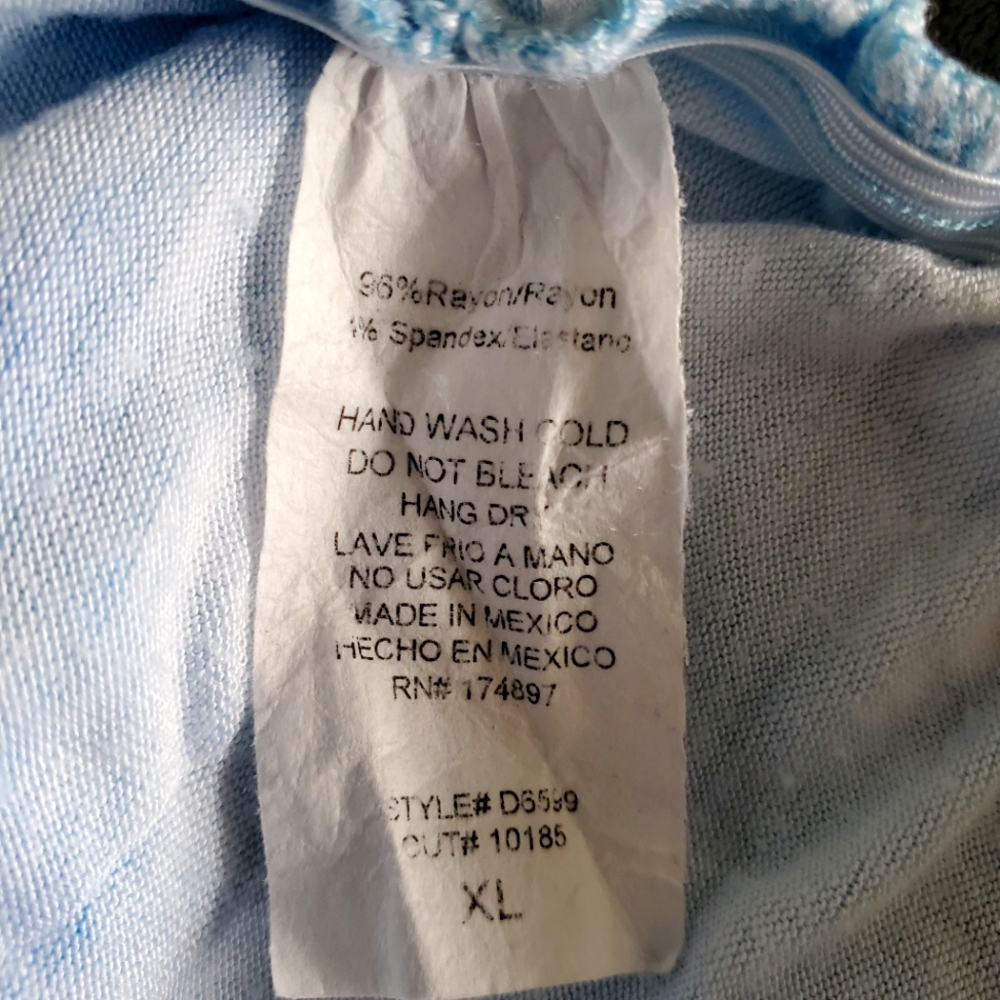 96%Rayon/Rayon
4% Spandex/Elastano
HAND WASH COLD
DO NOT BLEACH
HANG DRY
LAVE FRIO A MANO
NO USAR CLORO
MADE IN MEXICO
HECHO EN MEXICO
RN# 174897
STYLE# D6599
CUT# 10185
XL